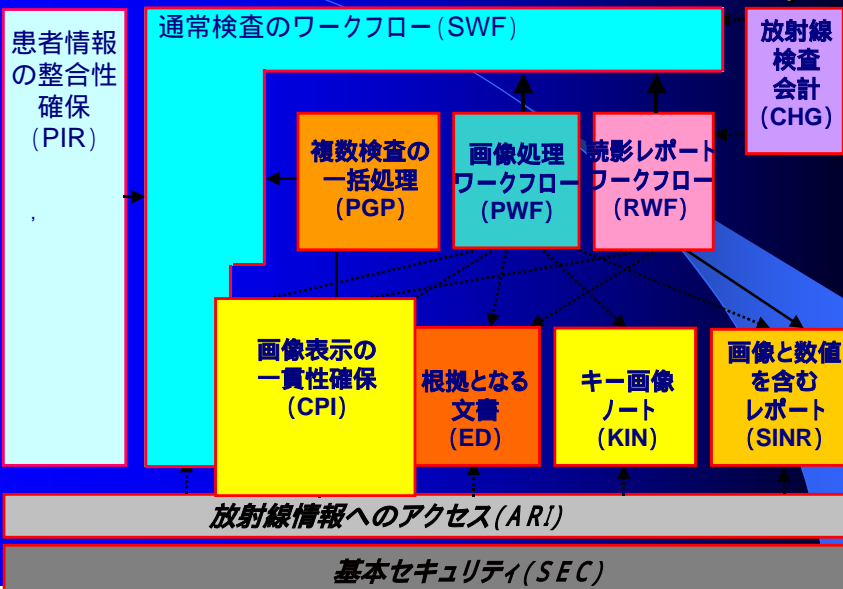 通常検査のワークフロー(SWF)
患者情報
の整合性
確保
(PIR)
,
放射線
検査
会計
(CHG)
複数検査の
一括処理
(PGP)
画像処理
ワークフロー
(PWF)
読影レポート
ワークフロー
(RWF)
画像表示の
一貫性確保
(CPI)
根拠となる
文書
(ED)
キー画像
ノート
(KIN)
画像と数値
を含む
レポート
(SINR)
放射線情報へのアクセス(ARI)
基本セキュリティ(SEC)